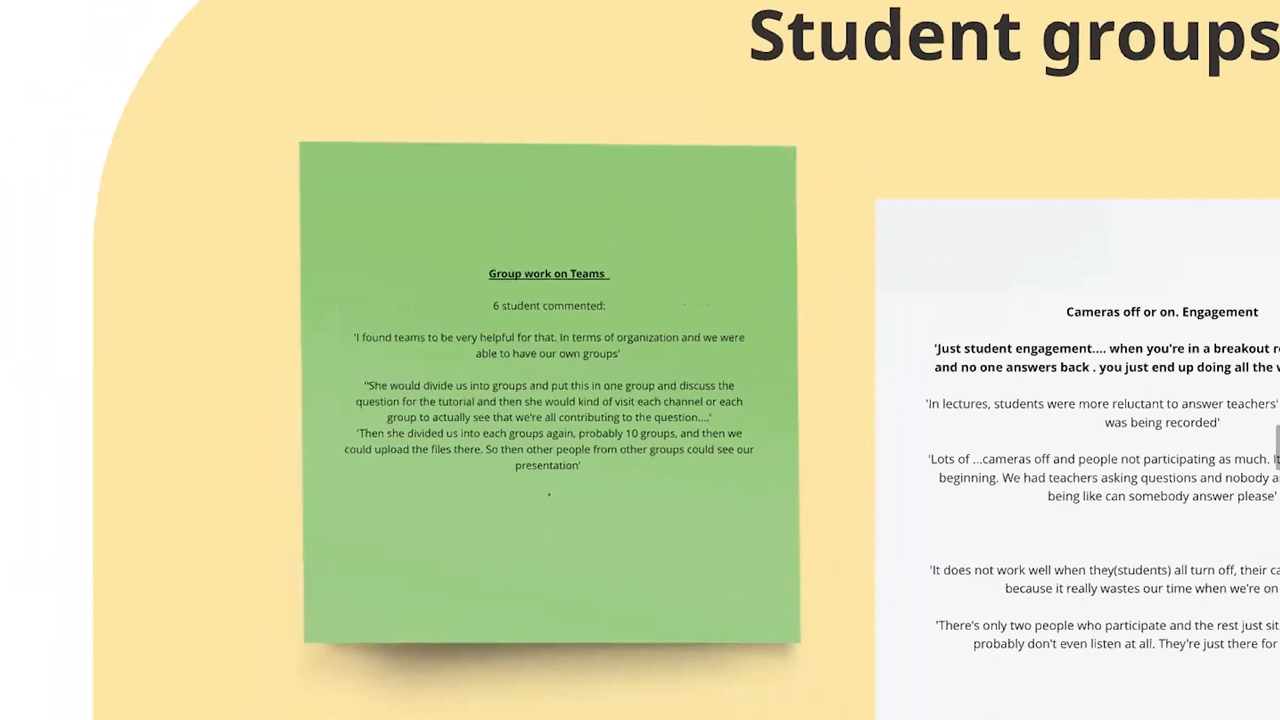 Student groups
Group work on Teams
6 student commented:
'I found teams to be very helpful for that. In terms of organization and we were
able to have our own groups'
''She would divide us into groups and put this in one group and discuss the
question for the tutorial and then she would kind of visit each channel or each
group to actually see that we're all contributing to the question....'
'Then she divided us into each groups again, probably 10 groups, and then we
could upload the files there. So then other people from other groups could see our
presentation'
'
Cameras off or on. Engagement
'Just student engagement.... when you're in a breakout
and no one answers back . you just end up doing all the
'In lectures, students were more reluctant to answer teachers'
was being recorded'
'Lots of ...cameras off and people not participating as much.
beginning. We had teachers asking questions and nobody
being like can somebody answer please'
'It does not work well when they(students) all turn off, their
because it really wastes our time when we're on
'There's only two people who participate and the rest just sit
probably don't even listen at all. They're just there for